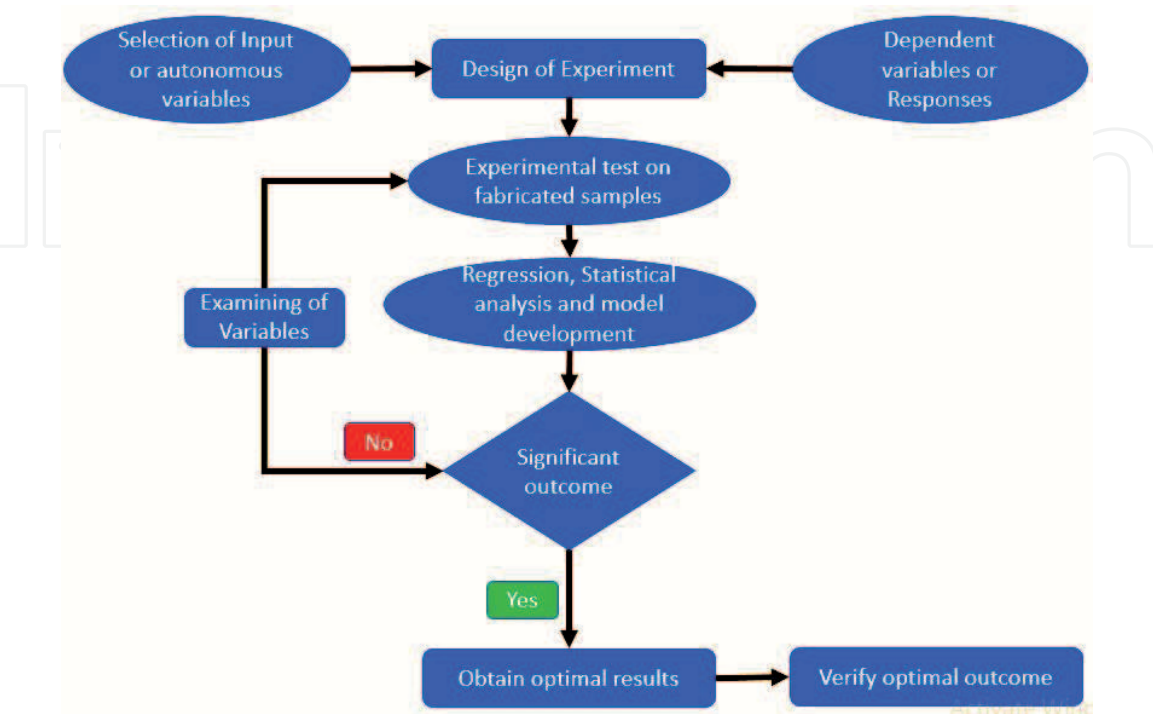 Selection of Input
or autonomous
variables
Design of Experiment
Dependent
variables or
Responses
Experimental test on
fabricated samples
Regression, Statistical
analysis and model
development
Examining of
Variables
No
Significant
outcome
Yes
Obtain optimal results
Verify optimal outcome